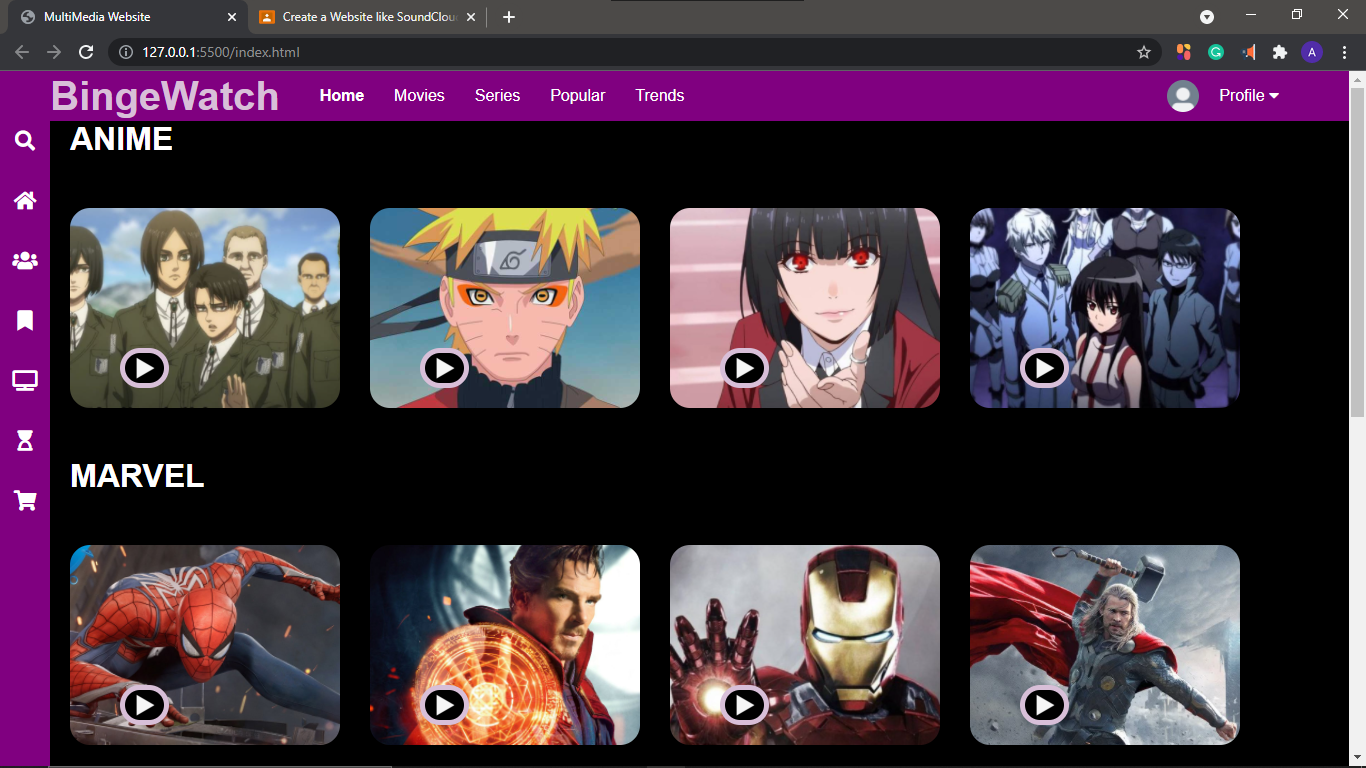 MultiMedia Website
Create a Website like SoundClou
127.0.0.1:5500/index.html
A
BingeWatch
Home
Movies
Series
Popular
Trends
Profile
ANIME
MARVEL